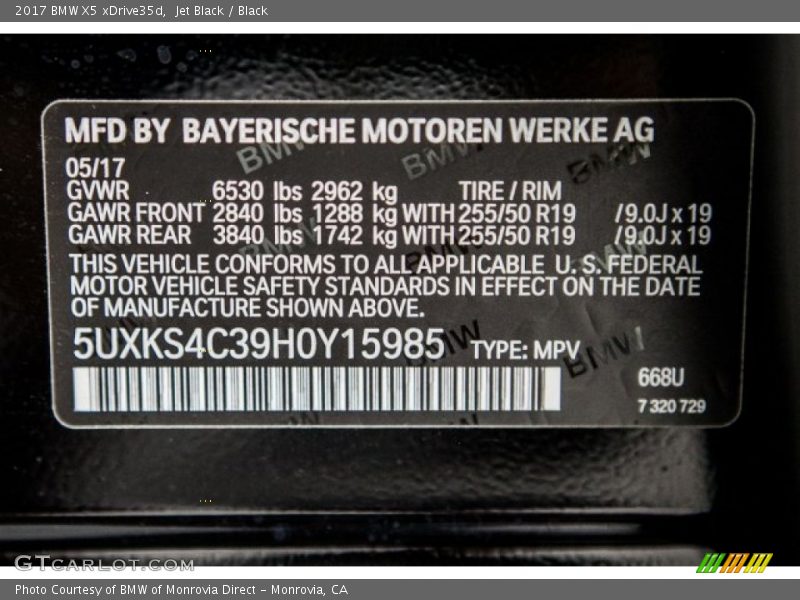 2017 BMW X5 xDrive35d, Jet Black / Black
MFD BY BAYERISCHE MOTOREN WERKE AG
05/17
GVWR 6530 lbs 2962 kg TIRE / RIM
GAWR FRONT 2840 lbs 1288 kg WITH 255/50 R19 /9.0J x 19
GAWR REAR 3840 lbs 1742 kg WITH 255/50 R19 /9.0J x 19
THIS VEHICLE CONFORMS TO ALL APPLICABLE U.S. FEDERAL
MOTOR VEHICLE SAFETY STANDARDS IN EFFECT ON THE DATE
OF MANUFACTURE SHOWN ABOVE.
5UXKS4C39H0Y15985 TYPE: MPV
668U
7 320 729
GTcarlot.com
Photo Courtesy of BMW of Monrovia Direct - Monrovia, CA